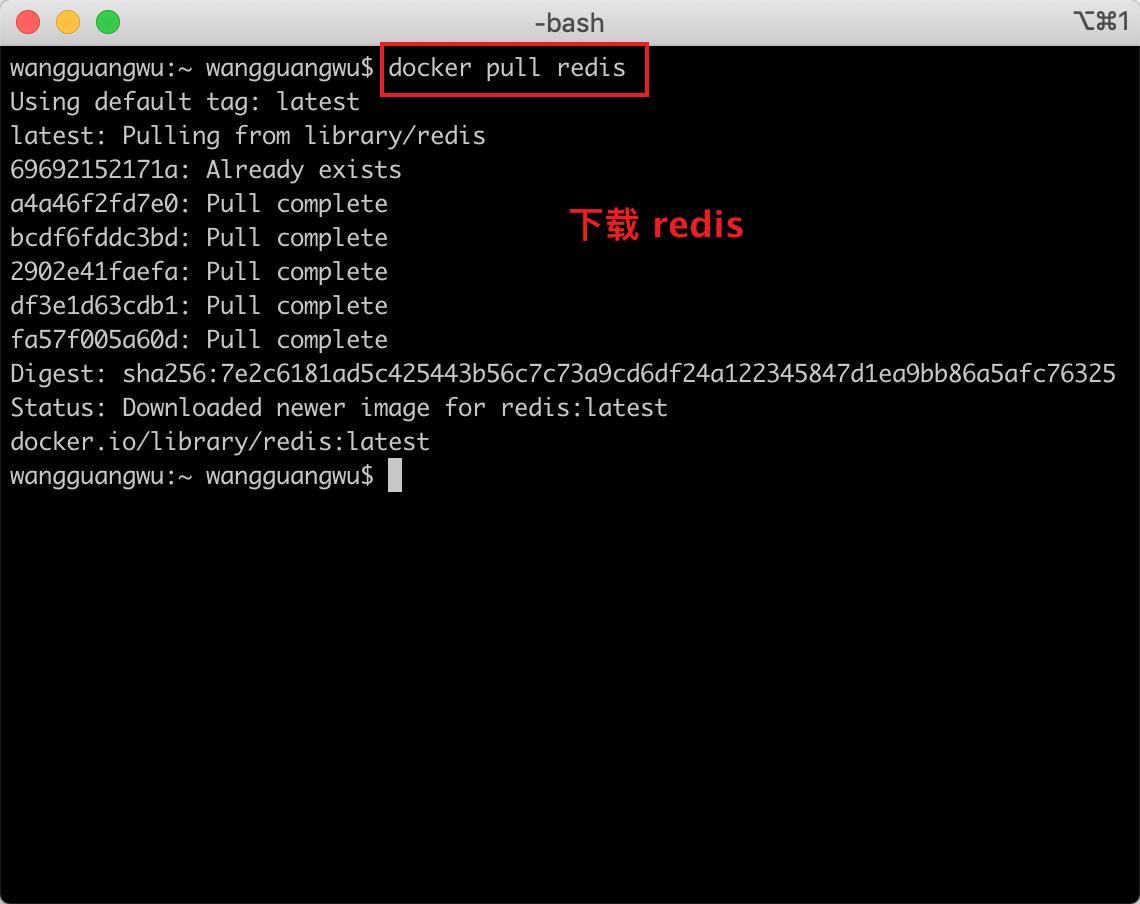 -bash
⌥⌘1
wangguangwu:~ wangguangwu$ docker pull redis
Using default tag: latest
latest: Pulling from library/redis
69692152171a: Already exists
a4a46f2fd7e0: Pull complete
下载 redis
bcdf6fddc3bd: Pull complete
2902e41faefa: Pull complete
df3e1d63cdb1: Pull complete
fa57f005a60d: Pull complete
Digest: sha256:7e2c6181ad5c425443b56c7c73a9cd6df24a122345847d1ea9bb86a5afc76325
Status: Downloaded newer image for redis:latest
docker.io/library/redis:latest
wangguangwu:~ wangguangwu$